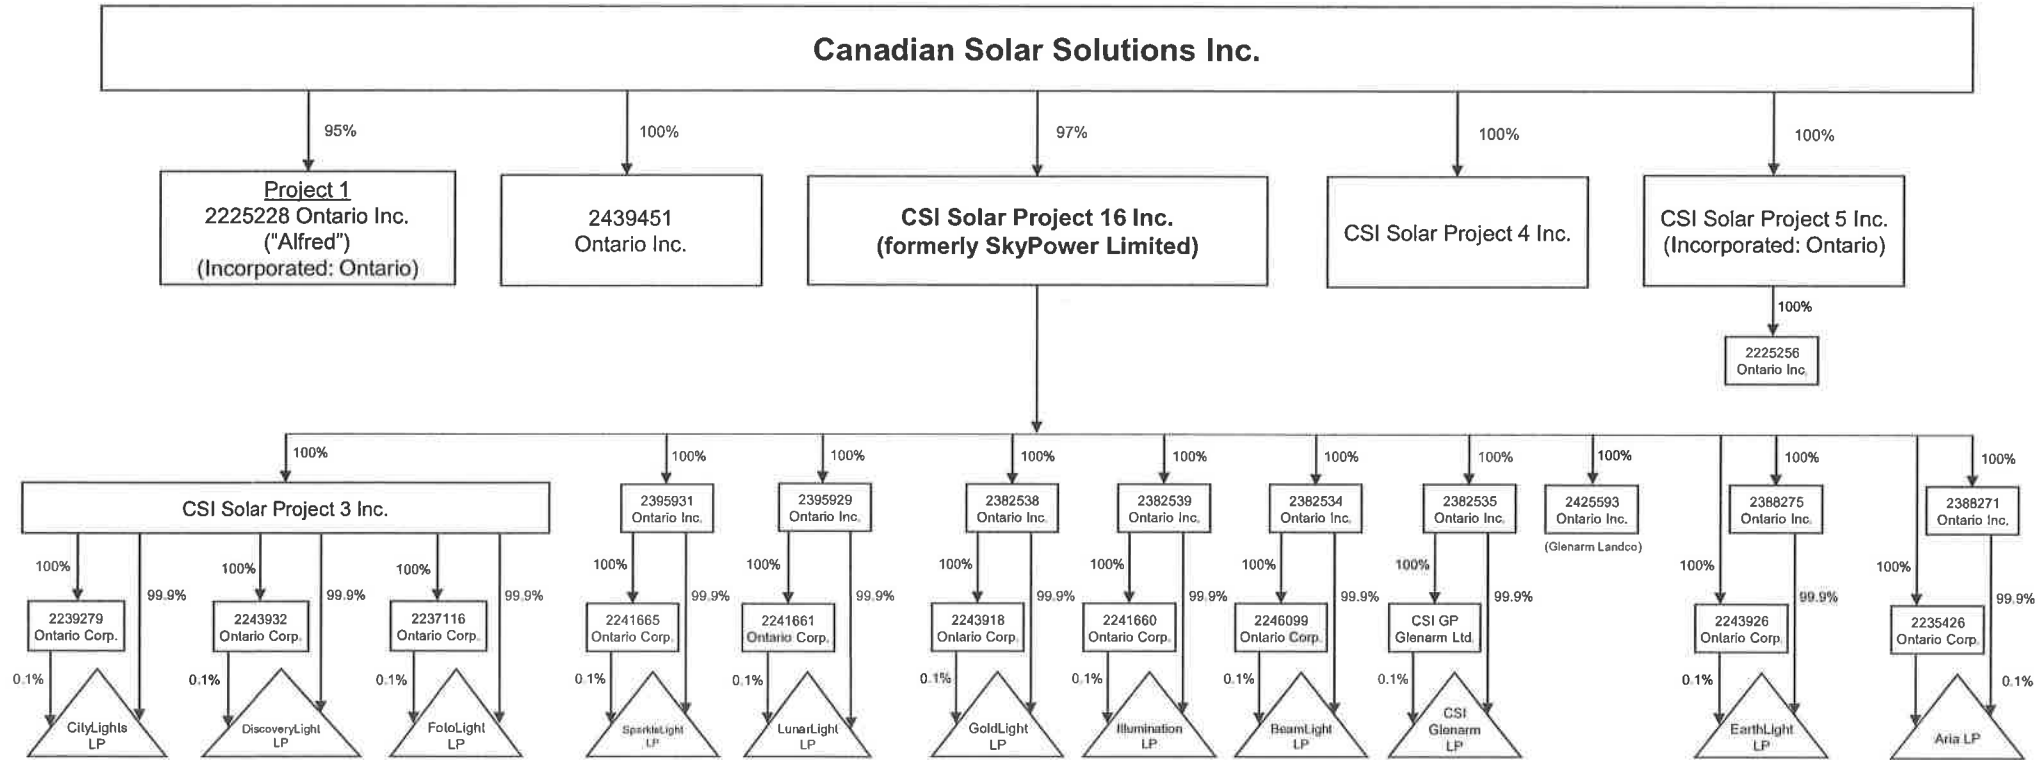 Canadian Solar Solutions Inc.
95%
100%
97%
100%
100%
Project 1
2225228 Ontario Inc.
("Alfred")
(Incorporated: Ontario)
2439451
Ontario Inc.
CSI Solar Project 16 Inc.
(formerly SkyPower Limited)
CSI Solar Project 4 Inc.
CSI Solar Project 5 Inc.
(Incorporated: Ontario)
100%
2225256
Ontario Inc.
100%
100%
100%
100%
100%
100%
100%
100%
100%
100%
CSI Solar Project 3 Inc.
2395931
Ontario Inc.
2395929
Ontario Inc.
2382538
Ontario Inc.
2382539
Ontario Inc.
2382534
Ontario Inc.
2382535
Ontario Inc.
2425593
Ontario Inc.
(Glenarm Landco)
2388275
Ontario Inc.
2388271
Ontario Inc.
100%
99.9%
100%
99.9%
100%
99.9%
100%
99.9%
100%
99.9%
100%
99.9%
100%
99.9%
100%
99.9%
100%
99.9%
100%
99.9%
100%
99.9%
2239279
Ontario Corp.
2243932
Ontario Corp.
2237116
Ontario Corp.
2241665
Ontario Corp.
2241661
Ontario Corp.
2243918
Ontario Corp.
2241660
Ontario Corp.
2246099
Ontario Corp.
CSI GP
Glenarm Ltd.
2243926
Ontario Corp.
2235426
Ontario Corp.
0.1%
0.1%
0.1%
0.1%
0.1%
0.1%
0.1%
0.1%
0.1%
0.1%
0.1%
CityLights
LP
DiscoveryLight
LP
FotoLight
LP
SparkleLight
LP
LunarLight
LP
GoldLight
LP
Illumination
LP
BeamLight
LP
CSI
Glenarm
LP
EarthLight
LP
Aria LP